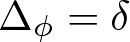 Δ_ϕ = δ